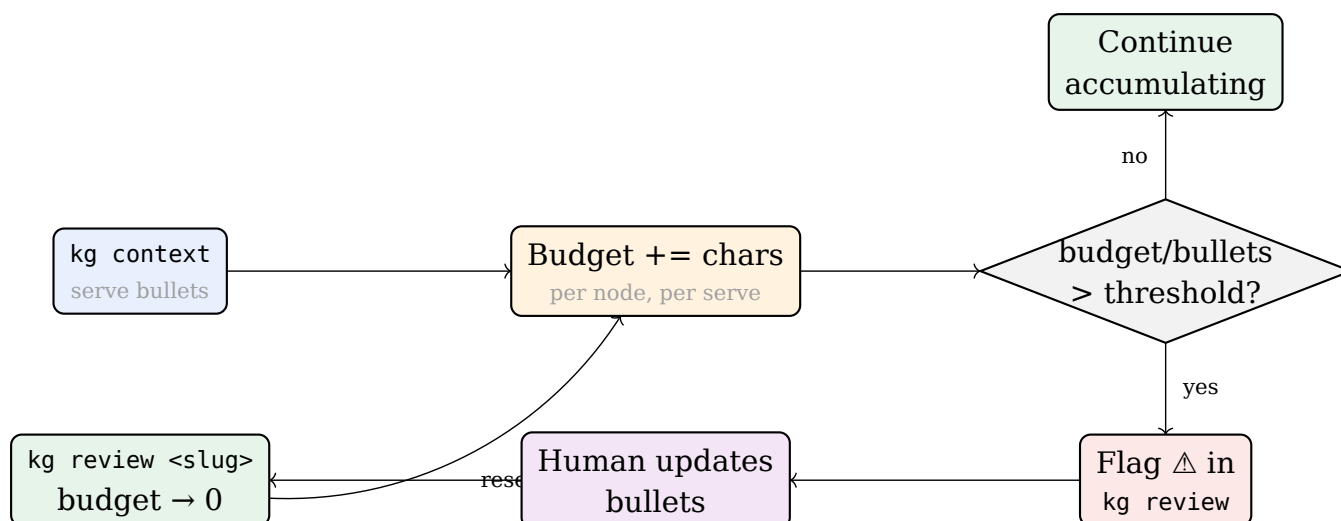 Continue
accumulating
no
kg context
serve bullets
Budget += chars
per node, per serve
budget/bullets
> threshold?
yes
kg review <slug>
budget → 0
Human updates
bullets
Flag ⚠ in
kg review